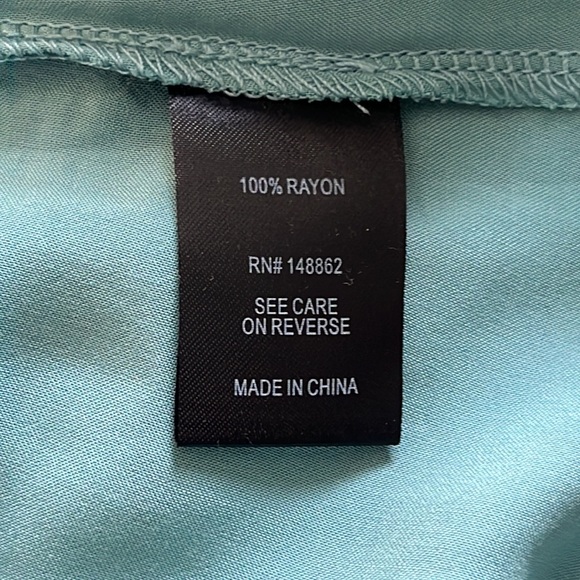 100% RAYON
RN# 148862
SEE CARE
ON REVERSE
MADE IN CHINA